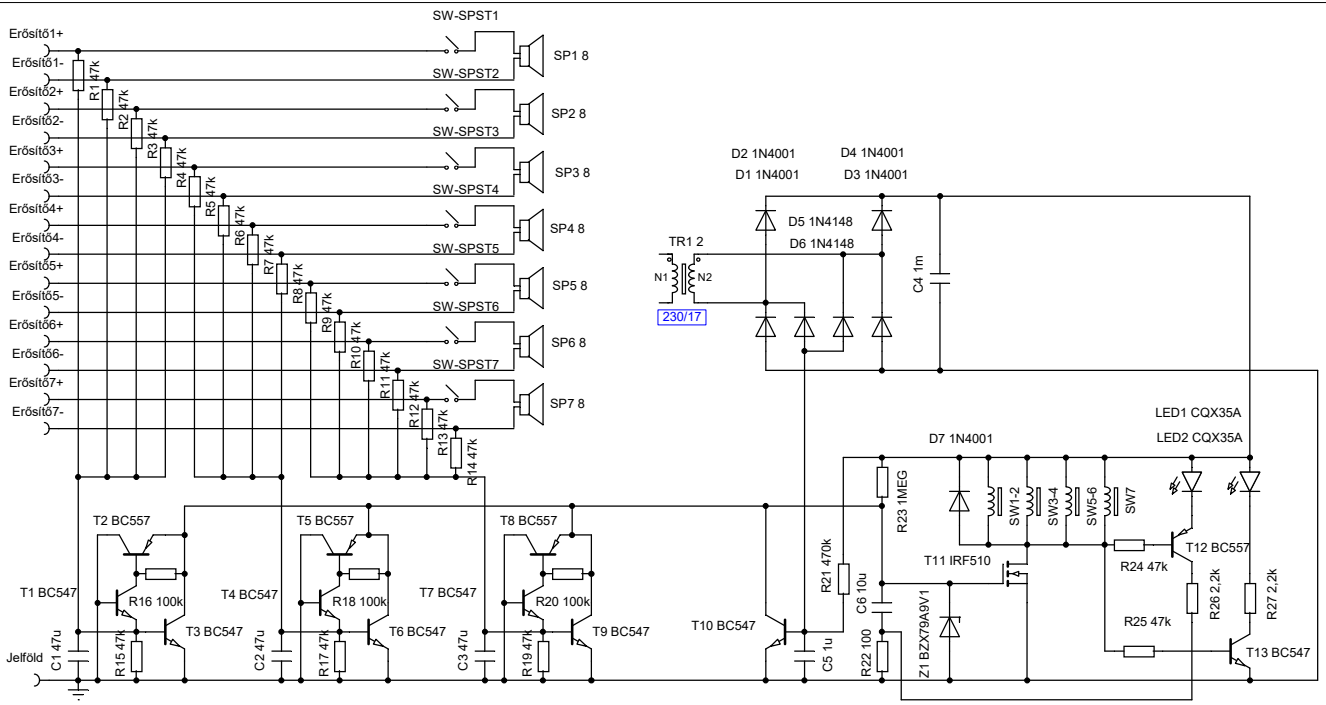 SW-SPST1
Erősítő1+
Erősítő1-
SP1 8
SW-SPST2
R1 47k
Erősítő2+
Erősítő2-
SP2 8
SW-SPST3
R2 47k
R3 47k
Erősítő3+
Erősítő3-
SP3 8
SW-SPST4
R4 47k
R5 47k
Erősítő4+
Erősítő4-
SP4 8
SW-SPST5
R6 47k
R7 47k
Erősítő5+
Erősítő5-
SP5 8
SW-SPST6
R8 47k
R9 47k
Erősítő6+
Erősítő6-
SP6 8
SW-SPST7
R10 47k
R11 47k
Erősítő7+
Erősítő7-
SP7 8
R12 47k
R13 47k
R14 47k
D2 1N4001
D4 1N4001
D1 1N4001
D3 1N4001
D5 1N4148
D6 1N4148
TR1 2
N1
N2
230/17
C4 1m
LED1 CQX35A
LED2 CQX35A
D7 1N4001
R23 1MEG
SW1-2
SW3-4
SW5-6
SW7
T2 BC557
T5 BC557
T8 BC557
T11 IRF510
T12 BC557
R24 47k
R21 470k
C6 10u
R26 2,2k
R27 2,2k
T1 BC547
R16 100k
T4 BC547
R18 100k
T7 BC547
R20 100k
T3 BC547
T6 BC547
T9 BC547
T10 BC547
R25 47k
T13 BC547
Jelföld
C1 47u
R15 47k
C2 47u
R17 47k
C3 47u
R19 47k
C5 1u
R22 100
Z1 BZX79A9V1